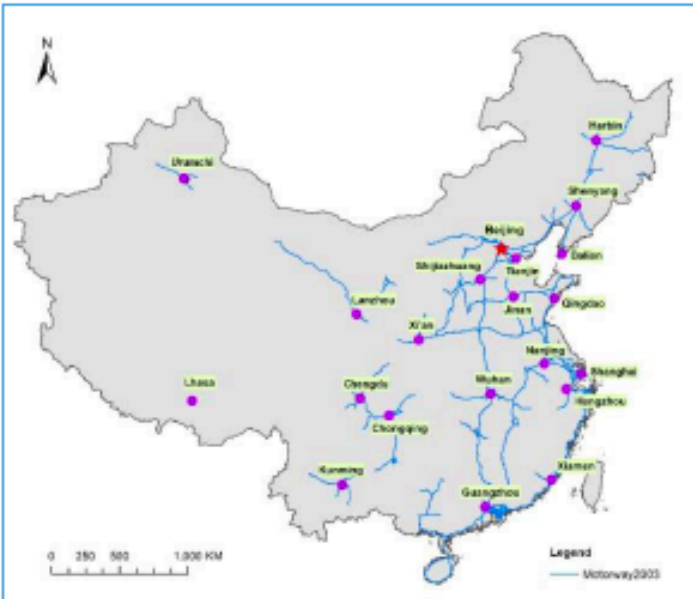 N
Harbin
Urumchi
Shenyang
Beijing
Dalian
Tianjin
Shijiazhuang
Lanzhou
Jinan
Qingdao
Xi'an
Nanjing
Shanghai
Lhasa
Chengdu
Wuhan
Hangzhou
Chongqing
Kunming
Xiamen
Guangzhou
0 250 500 1,000 KM
Legend
Motorway2003